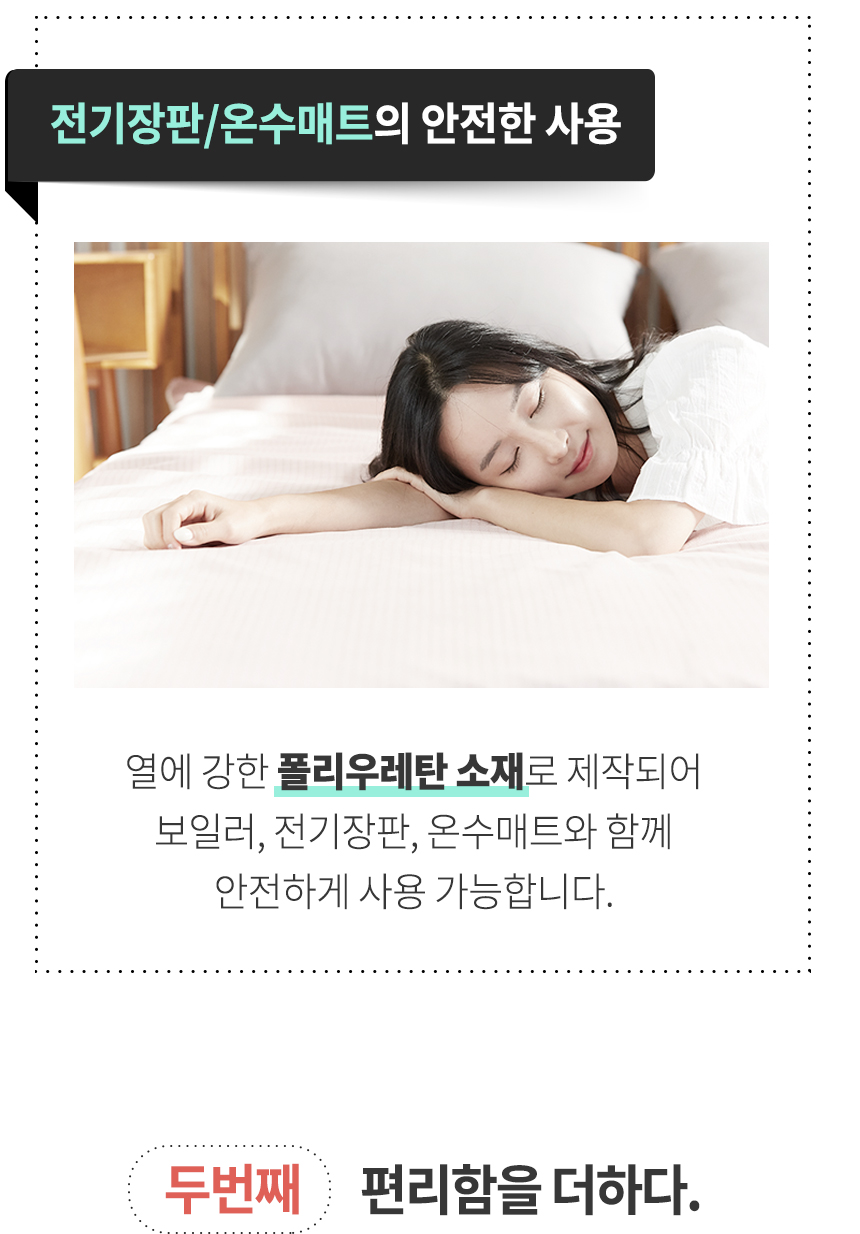 전기장판/온수매트의 안전한 사용
열에 강한 폴리우레탄 소재로 제작되어
보일러, 전기장판, 온수매트와 함께
안전하게 사용 가능합니다.
두번째 편리함을 더하다.